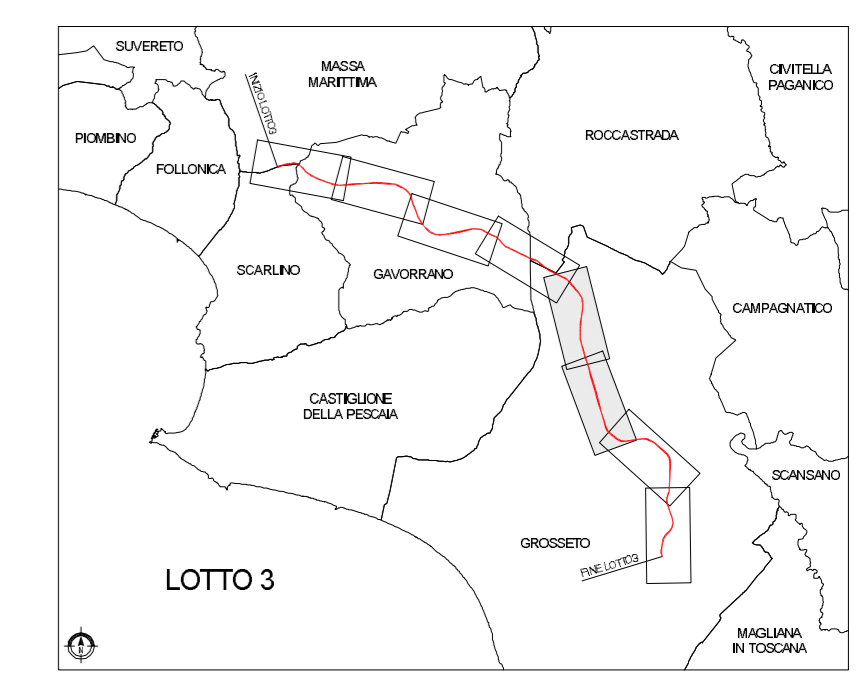 SUVERETO
MASSA
MARITTIMA
CIVITELLA
PAGANICO
INIZIO LOTTO3
PIOMBINO
ROCCASTRADA
FOLLONICA
SCARLINO
GAVORRANO
CAMPAGNATICO
CASTIGLIONE
DELLA PESCAIA
SCANSANO
GROSSETO
FINE LOTTO3
LOTTO 3
MAGLIANA
IN TOSCANA
N